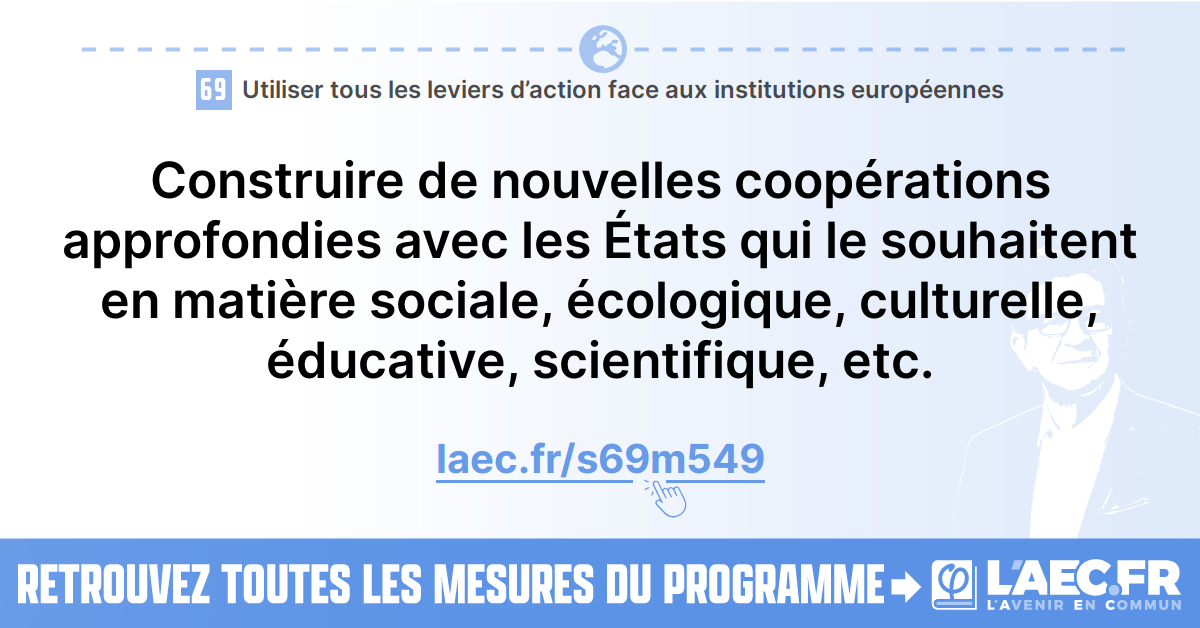 69 Utiliser tous les leviers d’action face aux institutions européennes
Construire de nouvelles coopérations
approfondies avec les États qui le souhaitent
en matière sociale, écologique, culturelle,
éducative, scientifique, etc.
laec.fr/s69m549
RETROUVEZ TOUTES LES MESURES DU PROGRAMME
L'AEC.FR
L'AVENIR EN COMMUN